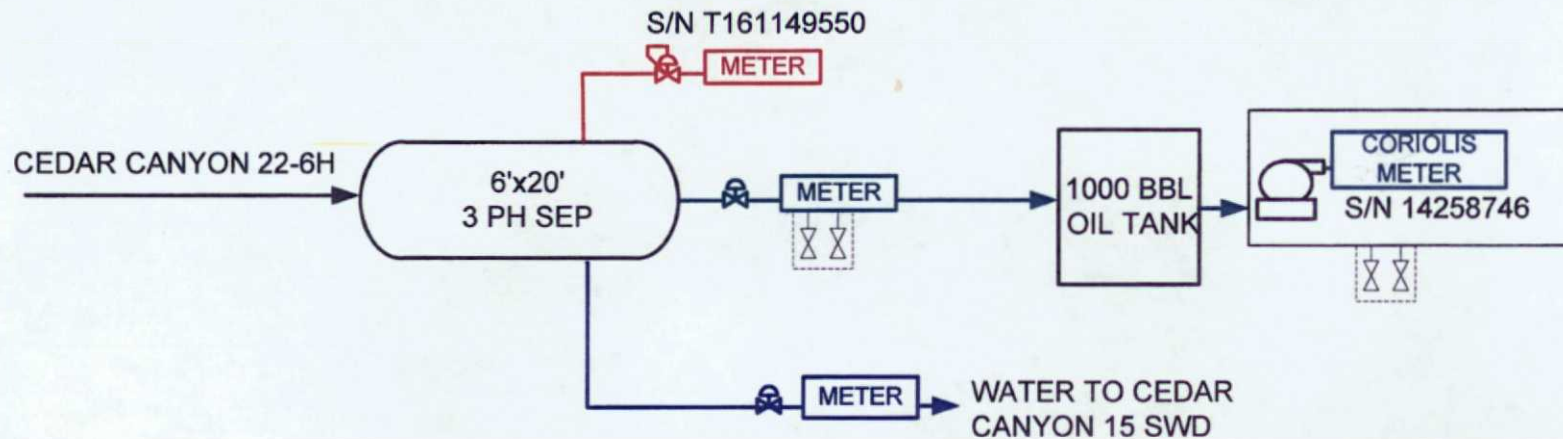 S/N T161149550
METER
CEDAR CANYON 22-6H
6'x20'
3 PH SEP
METER
1000 BBL
OIL TANK
CORIOLIS
METER
S/N 14258746
METER
WATER TO CEDAR
CANYON 15 SWD